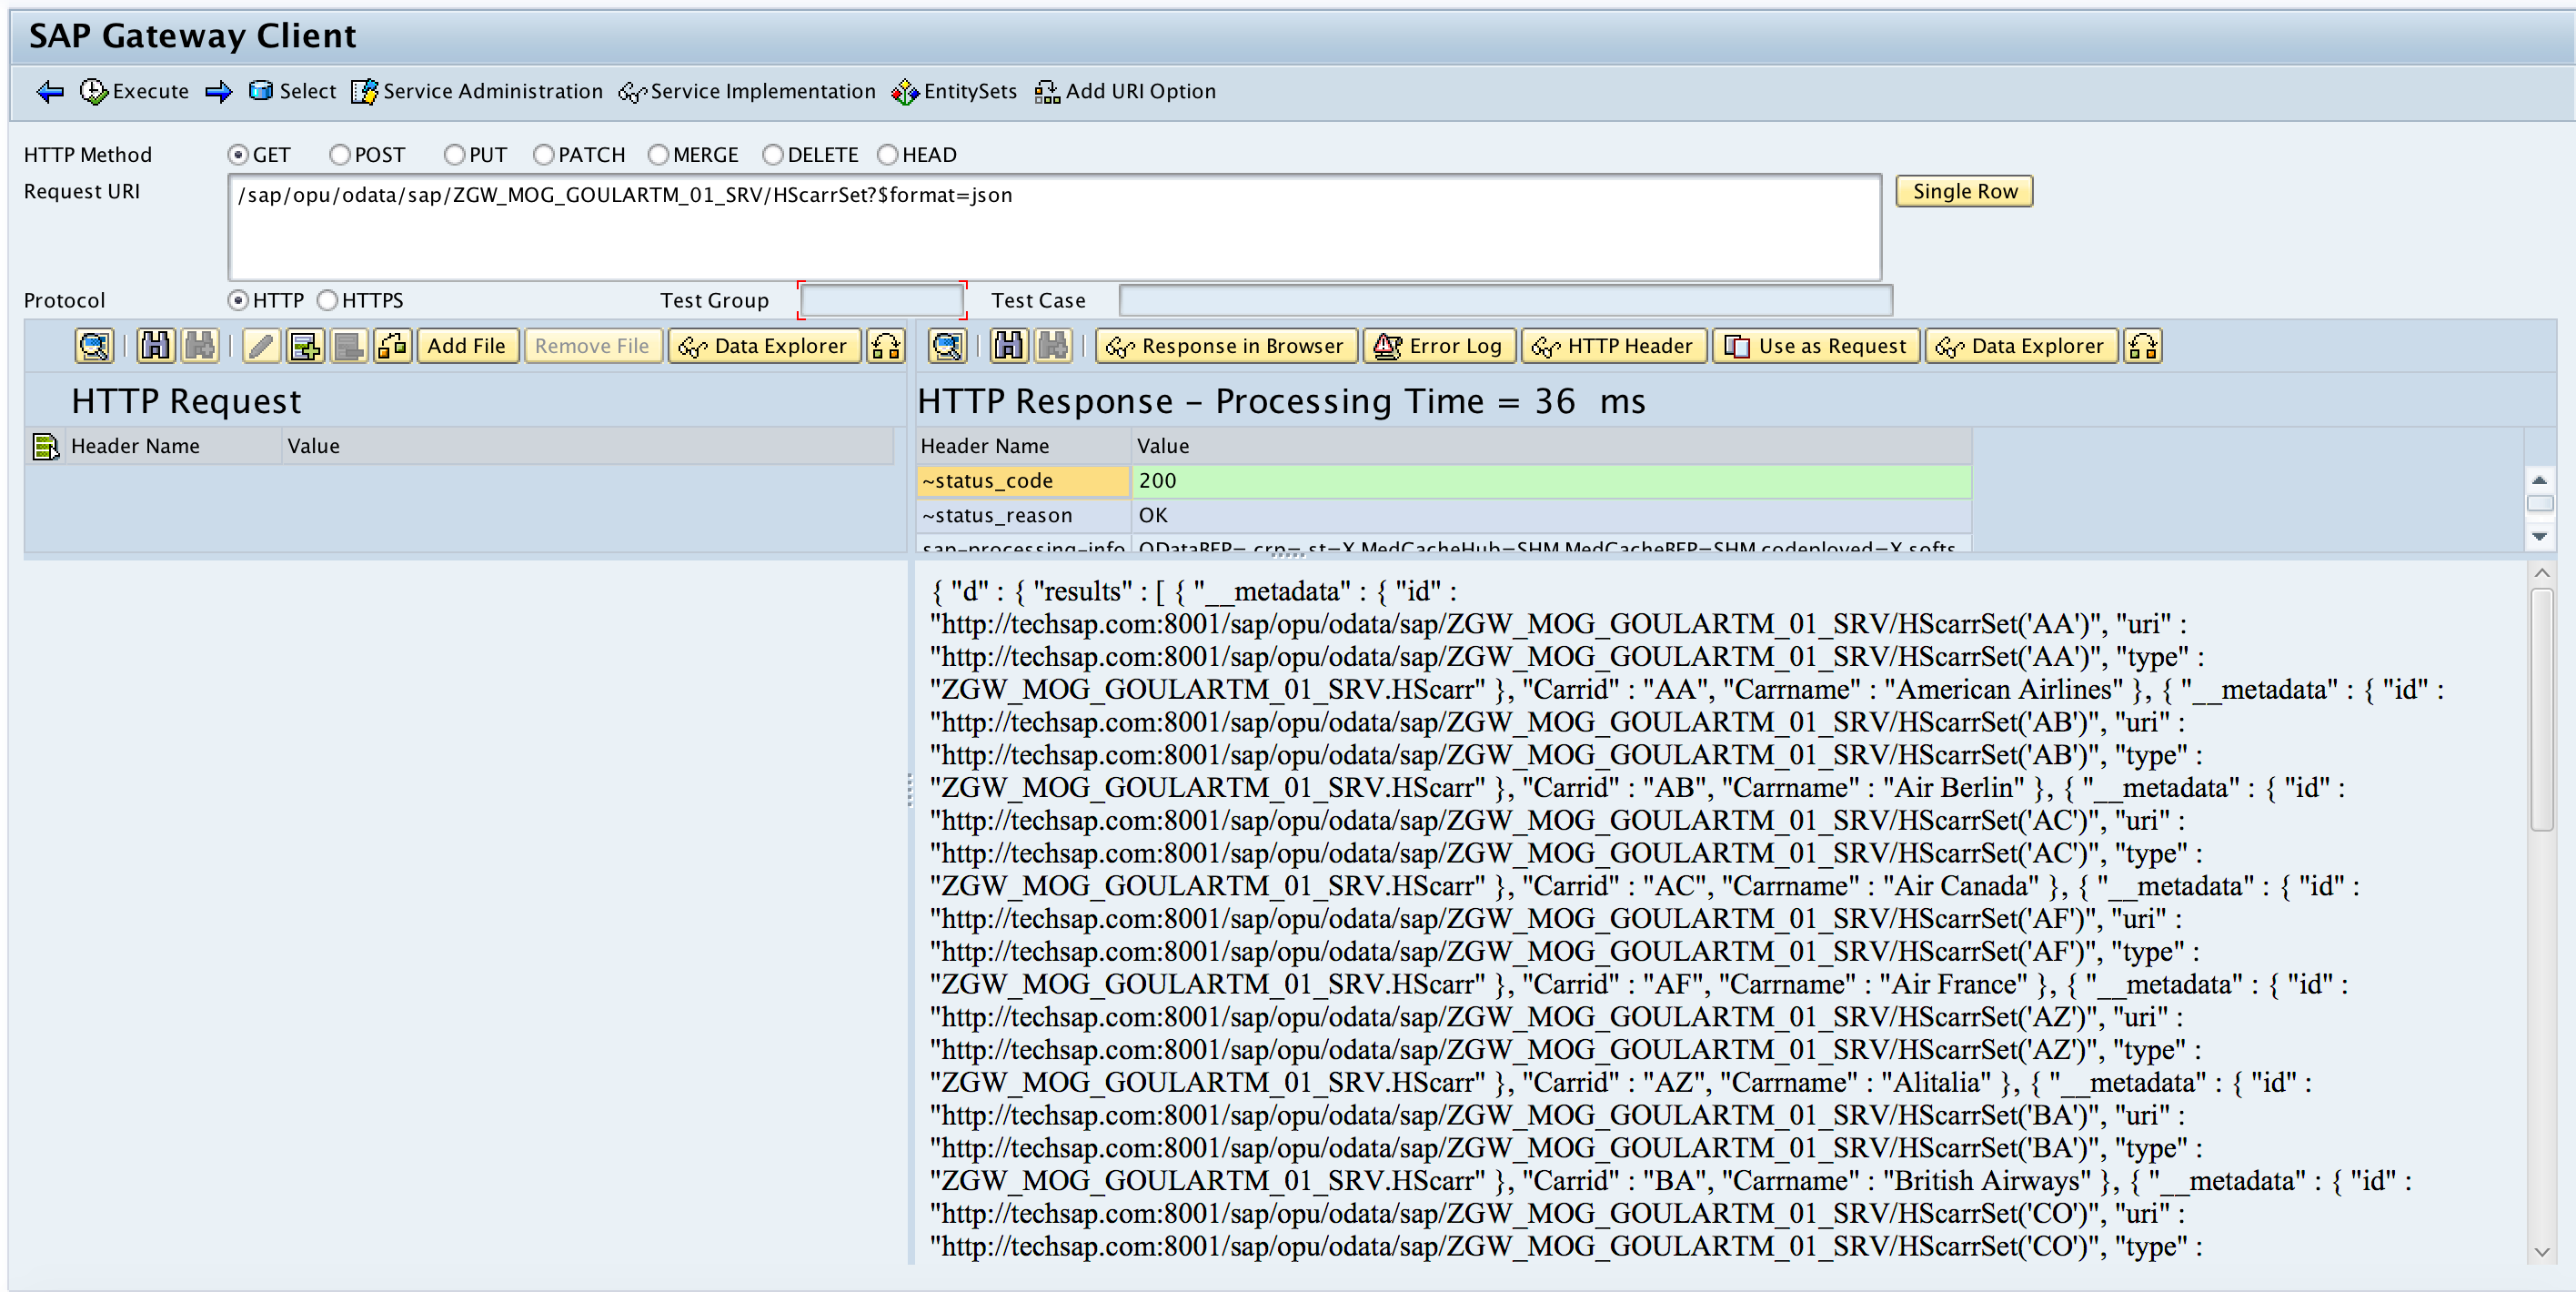 SAP Gateway Client
Execute Select Service Administration Service Implementation EntitySets Add URI Option
HTTP Method GET POST PUT PATCH MERGE DELETE HEAD
Request URI /sap/opu/odata/sap/ZGW_MOG_GOULARTM_01_SRV/HScarrSet?$format=json Single Row
Protocol HTTP HTTPS Test Group Test Case
Add File Remove File Data Explorer Response in Browser Error Log HTTP Header Use as Request Data Explorer
HTTP Request HTTP Response - Processing Time = 36 ms
Header Name Value Header Name Value
~status_code 200
~status_reason OK
sap-processing-info ODataBEP= crp= st=X MedCacheHub=SHM MedCacheBEP=SHM codeployed=X softs
{ "d" : { "results" : [ { "__metadata" : { "id" :
"http://techsap.com:8001/sap/opu/odata/sap/ZGW_MOG_GOULARTM_01_SRV/HScarrSet('AA')", "uri" :
"http://techsap.com:8001/sap/opu/odata/sap/ZGW_MOG_GOULARTM_01_SRV/HScarrSet('AA')", "type" :
"ZGW_MOG_GOULARTM_01_SRV.HScarr" }, "Carrid" : "AA", "Carrname" : "American Airlines" }, { "__metadata" : { "id" :
"http://techsap.com:8001/sap/opu/odata/sap/ZGW_MOG_GOULARTM_01_SRV/HScarrSet('AB')", "uri" :
"http://techsap.com:8001/sap/opu/odata/sap/ZGW_MOG_GOULARTM_01_SRV/HScarrSet('AB')", "type" :
"ZGW_MOG_GOULARTM_01_SRV.HScarr" }, "Carrid" : "AB", "Carrname" : "Air Berlin" }, { "__metadata" : { "id" :
"http://techsap.com:8001/sap/opu/odata/sap/ZGW_MOG_GOULARTM_01_SRV/HScarrSet('AC')", "uri" :
"http://techsap.com:8001/sap/opu/odata/sap/ZGW_MOG_GOULARTM_01_SRV/HScarrSet('AC')", "type" :
"ZGW_MOG_GOULARTM_01_SRV.HScarr" }, "Carrid" : "AC", "Carrname" : "Air Canada" }, { "__metadata" : { "id" :
"http://techsap.com:8001/sap/opu/odata/sap/ZGW_MOG_GOULARTM_01_SRV/HScarrSet('AF')", "uri" :
"http://techsap.com:8001/sap/opu/odata/sap/ZGW_MOG_GOULARTM_01_SRV/HScarrSet('AF')", "type" :
"ZGW_MOG_GOULARTM_01_SRV.HScarr" }, "Carrid" : "AF", "Carrname" : "Air France" }, { "__metadata" : { "id" :
"http://techsap.com:8001/sap/opu/odata/sap/ZGW_MOG_GOULARTM_01_SRV/HScarrSet('AZ')", "uri" :
"http://techsap.com:8001/sap/opu/odata/sap/ZGW_MOG_GOULARTM_01_SRV/HScarrSet('AZ')", "type" :
"ZGW_MOG_GOULARTM_01_SRV.HScarr" }, "Carrid" : "AZ", "Carrname" : "Alitalia" }, { "__metadata" : { "id" :
"http://techsap.com:8001/sap/opu/odata/sap/ZGW_MOG_GOULARTM_01_SRV/HScarrSet('BA')", "uri" :
"http://techsap.com:8001/sap/opu/odata/sap/ZGW_MOG_GOULARTM_01_SRV/HScarrSet('BA')", "type" :
"ZGW_MOG_GOULARTM_01_SRV.HScarr" }, "Carrid" : "BA", "Carrname" : "British Airways" }, { "__metadata" : { "id" :
"http://techsap.com:8001/sap/opu/odata/sap/ZGW_MOG_GOULARTM_01_SRV/HScarrSet('CO')", "uri" :
"http://techsap.com:8001/sap/opu/odata/sap/ZGW_MOG_GOULARTM_01_SRV/HScarrSet('CO')", "type" :